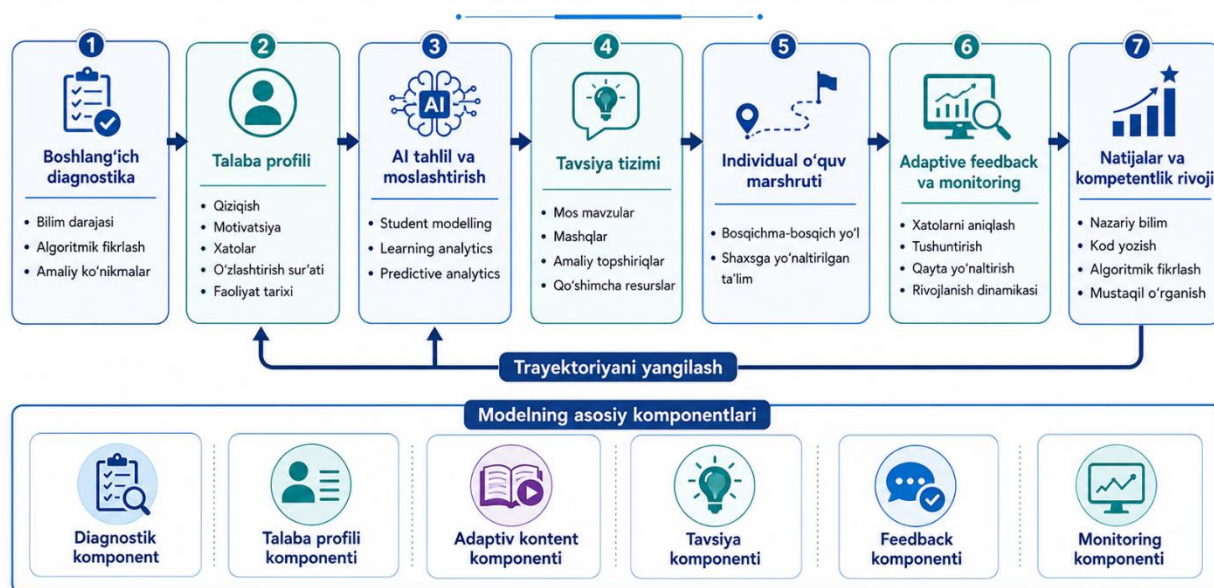 1
Boshlang‘ich
diagnostika
• Bilim darajasi
• Algoritmik fikrlash
• Amaliy ko‘nikmalar
2
Talaba profili
• Qiziqish
• Motivatsiya
• Xatolar
• O‘zlashtirish sur’ati
• Faoliyat tarixi
3
AI
AI tahlil va
moslashtirish
• Student modelling
• Learning analytics
• Predictive analytics
4
Tavsiya tizimi
• Mos mavzular
• Mashqlar
• Amaliy topshiriqlar
• Qo‘shimcha resurslar
5
Individual o‘quv
marshruti
• Bosqichma-bosqich yo‘l
• Shaxsga yo‘naltirilgan
ta’lim
6
Adaptive feedback
va monitoring
• Xatolarni aniqlash
• Tushuntirish
• Qayta yo‘naltirish
• Rivojlanish dinamikasi
7
Natijalar va
kompetentlik rivoji
• Nazariy bilim
• Kod yozish
• Algoritmik fikrlash
• Mustaqil o‘rganish
Trayektoriyani yangilash
Modelning asosiy komponentlari
Diagnostik
komponent
Talaba profili
komponenti
Adaptiv kontent
komponenti
Tavsiya
komponenti
Feedback
komponenti
Monitoring
komponenti